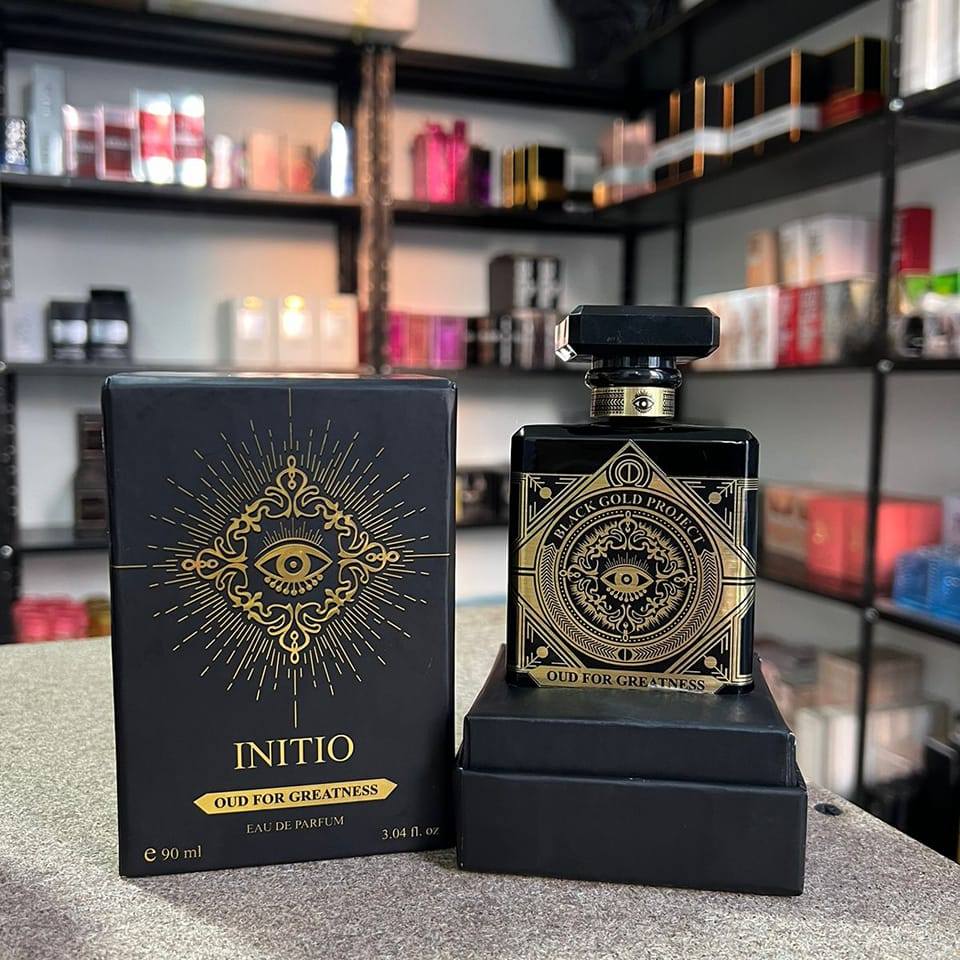 INITIO
OUD FOR GREATNESS
EAU DE PARFUM
e 90 ml
3.04 fl. oz
BLACK GOLD PROJECT
OUD FOR GREATNESS